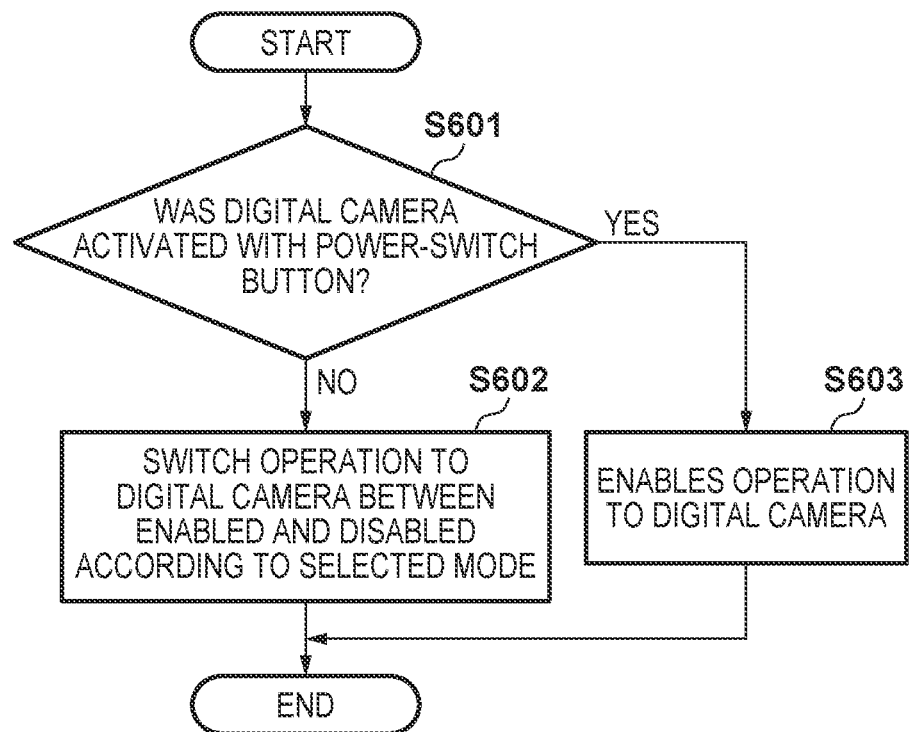 START
S601
WAS DIGITAL CAMERA
ACTIVATED WITH POWER-SWITCH
BUTTON?
YES
NO
S602
SWITCH OPERATION TO
DIGITAL CAMERA BETWEEN
ENABLED AND DISABLED
ACCORDING TO SELECTED MODE
S603
ENABLES OPERATION
TO DIGITAL CAMERA
END